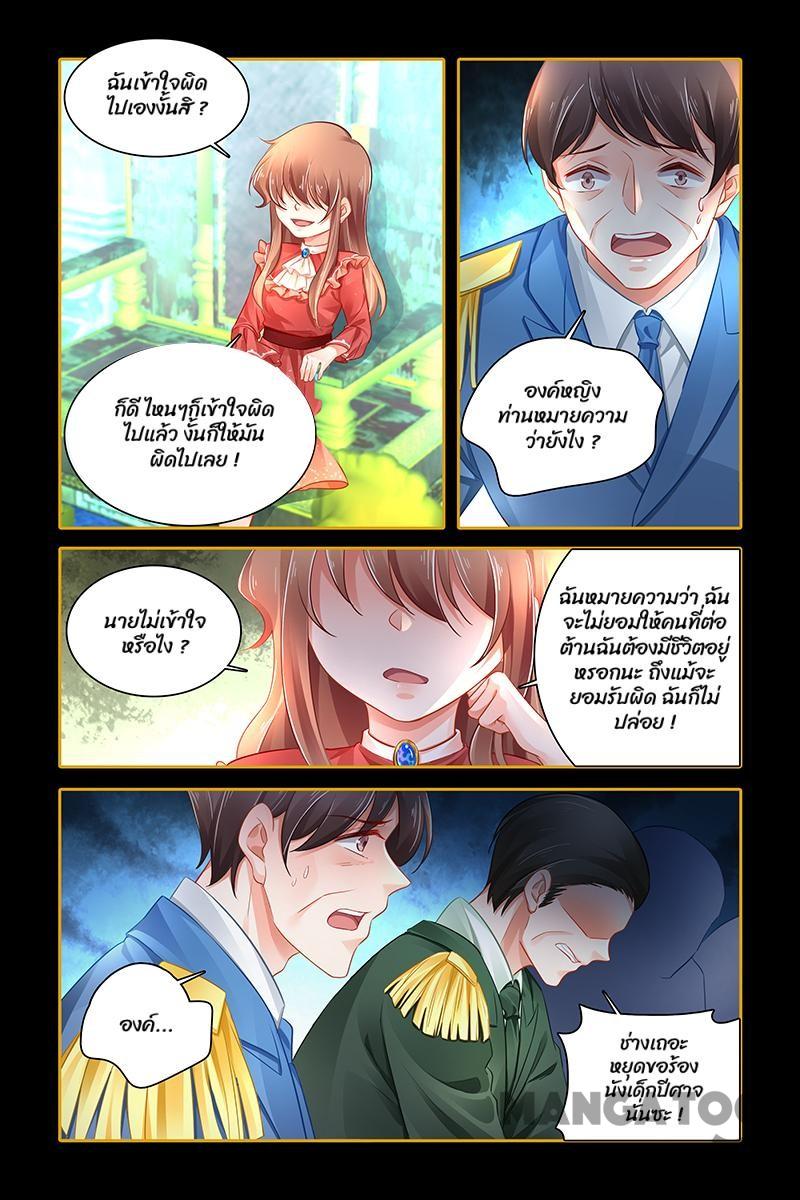 ฉันเข้าใจผิด
ไปเองงั้นสิ ?
ก็ดี ไหนๆก็เข้าใจผิด
ไปแล้ว งั้นก็ให้มัน
ผิดไปเลย !
องค์หญิง
ท่านหมายความ
ว่ายังไง ?
นายไม่เข้าใจ
หรือไง ?
ฉันหมายความว่า ฉัน
จะไม่ยอมให้คนที่ต่อ
ต้านฉันต้องมีชีวิตอยู่
หรอกนะ ถึงแม้จะ
ยอมรับผิด ฉันก็ไม่
ปล่อย !
องค์...
ช่างเถอะ
หยุดขอร้อง
นังเด็กปีศาจ
นั่นซะ !
MANGATOO